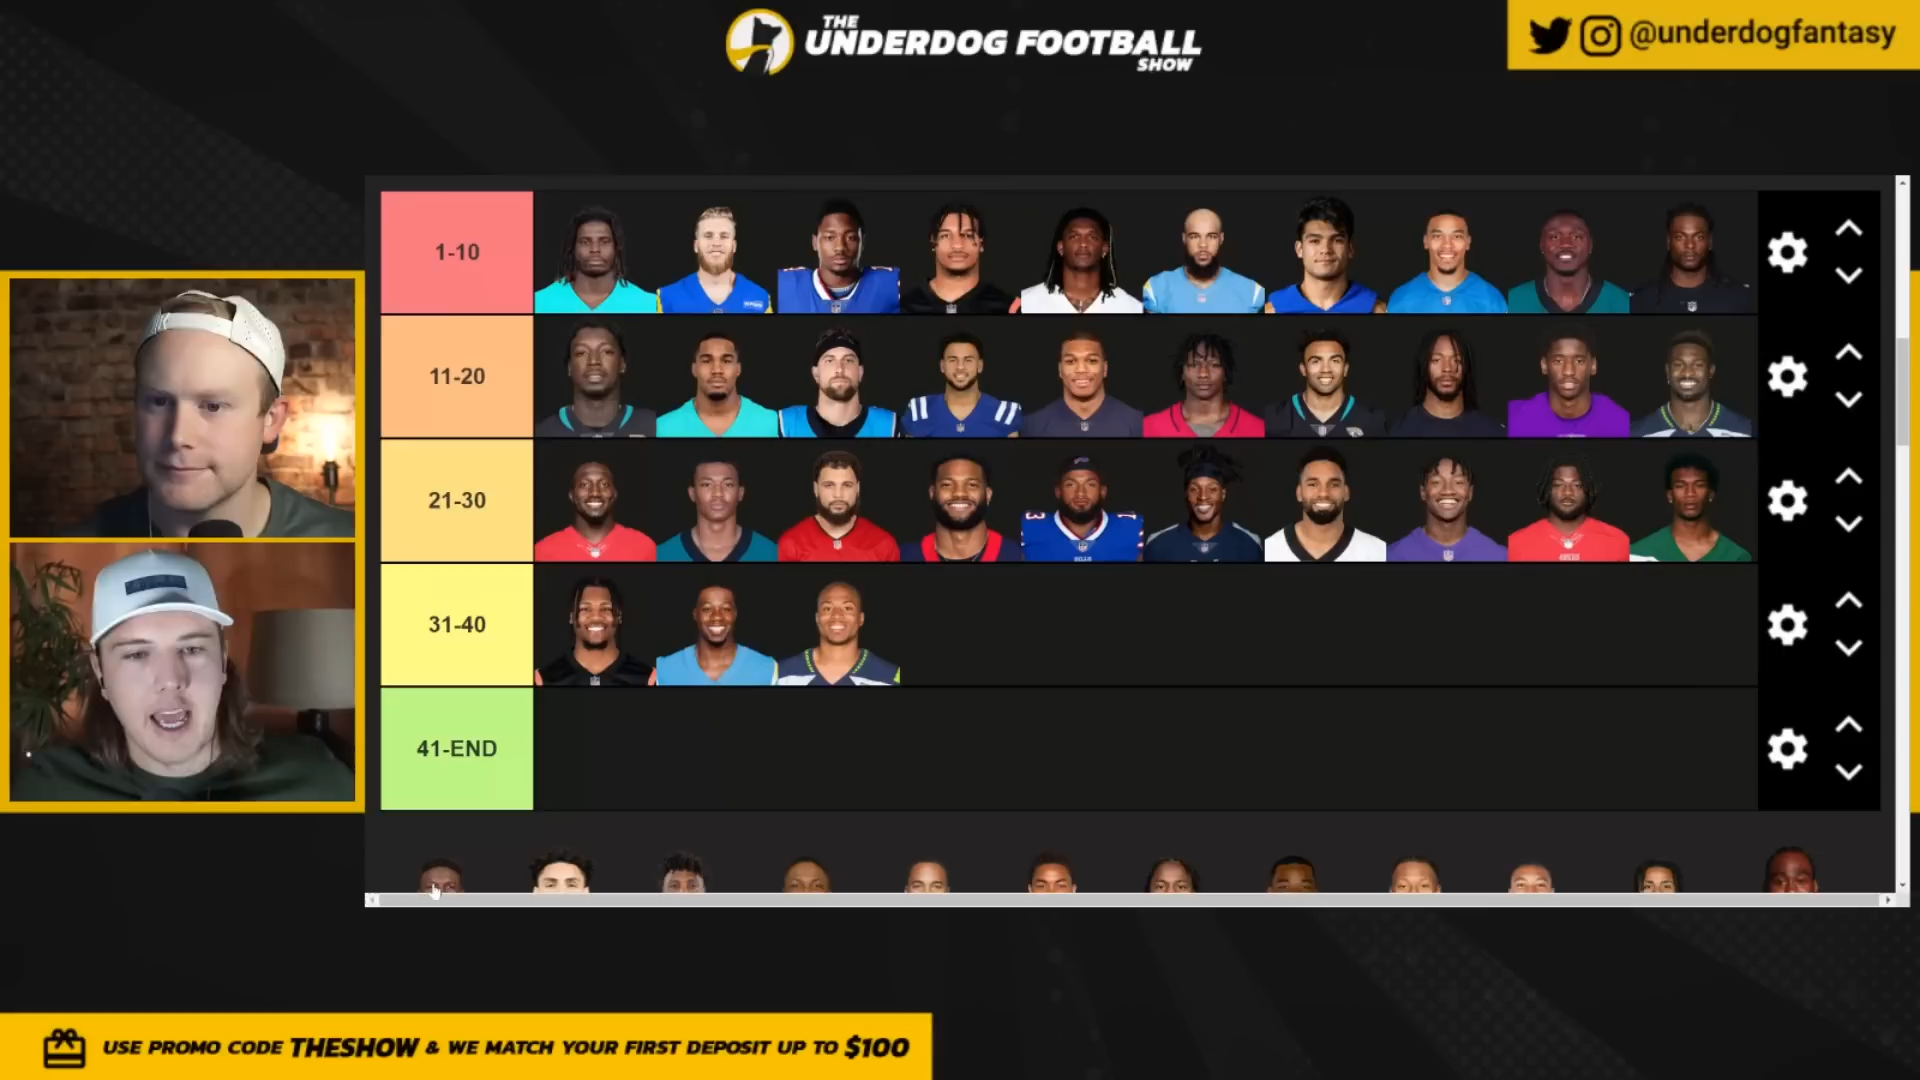 THE
UNDERDOG FOOTBALL
SHOW
@underdogfantasy
1-10
11-20
21-30
31-40
41-END
USE PROMO CODE THESHOW & WE MATCH YOUR FIRST DEPOSIT UP TO $100